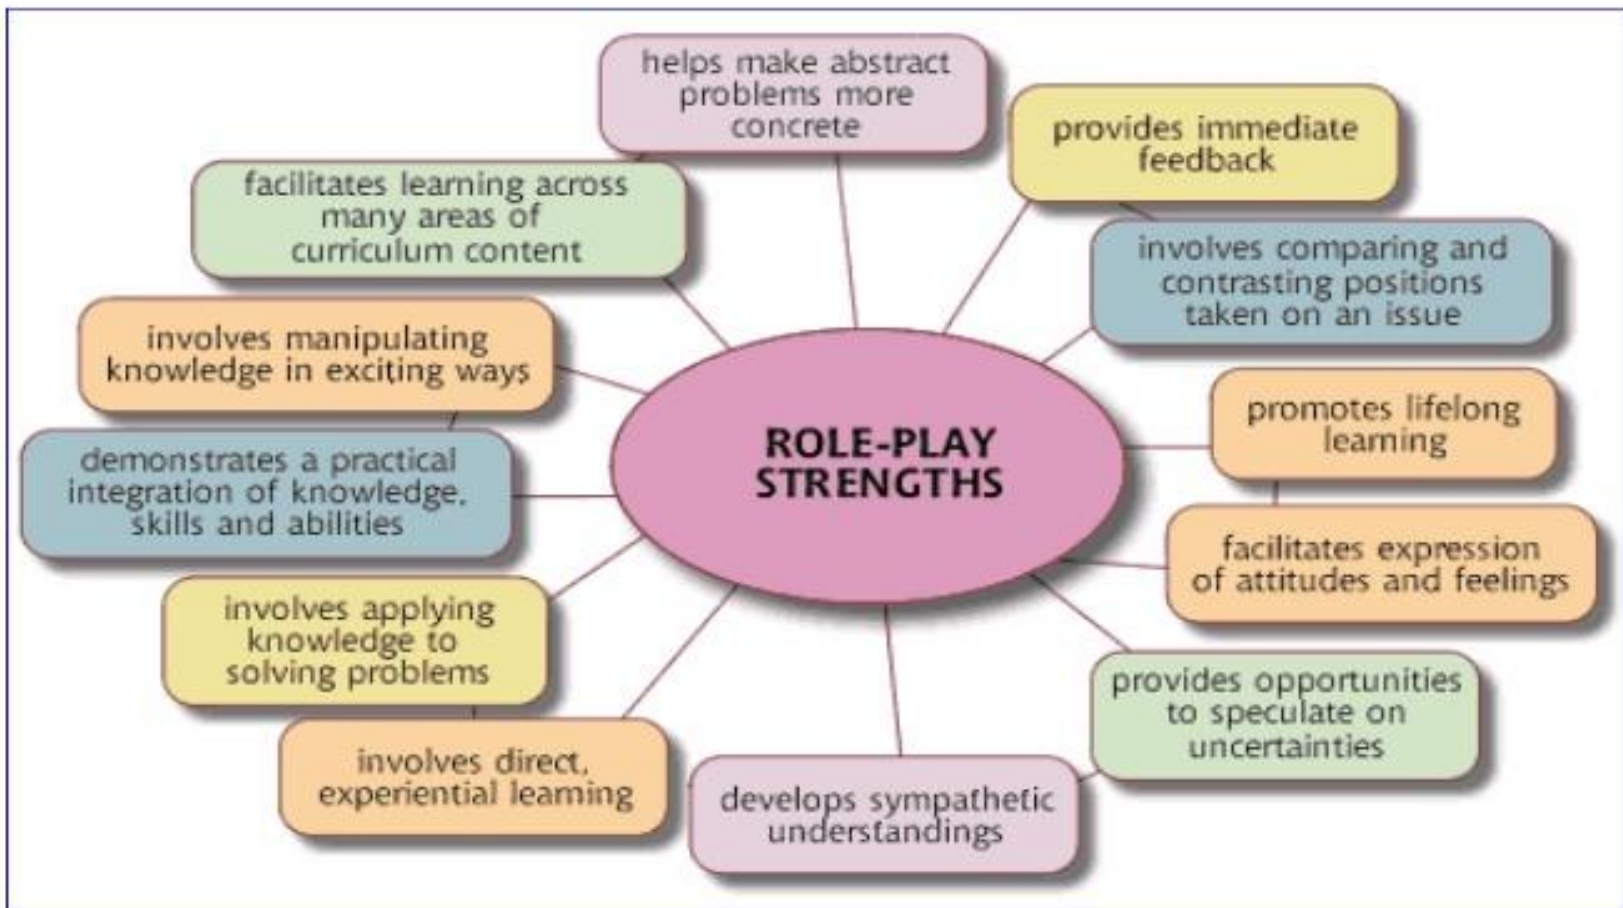 helps make abstract
problems more
concrete
provides immediate
feedback
facilitates learning across
many areas of
curriculum content
involves comparing and
contrasting positions
taken on an issue
involves manipulating
knowledge in exciting ways
ROLE-PLAY
STRENGTHS
promotes lifelong
learning
demonstrates a practical
integration of knowledge,
skills and abilities
facilitates expression
of attitudes and feelings
involves applying
knowledge to
solving problems
provides opportunities
to speculate on
uncertainties
involves direct,
experiential learning
develops sympathetic
understandings